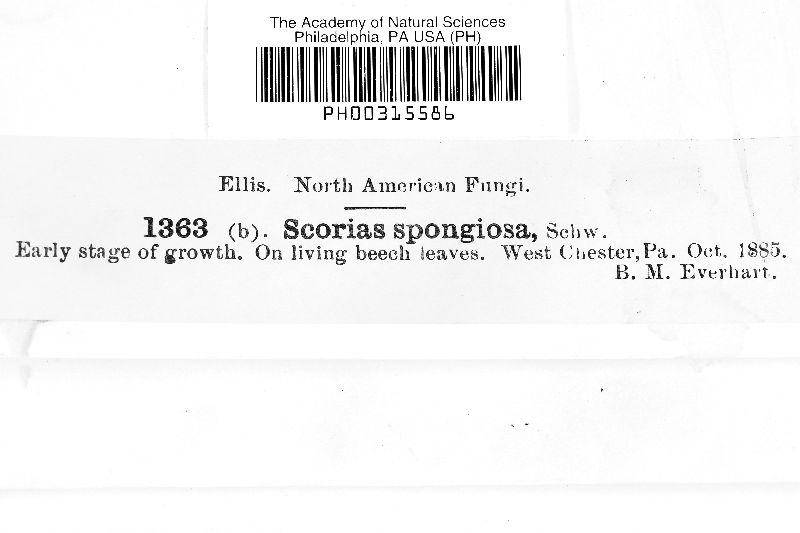 The Academy of Natural Sciences
Philadelphia, PA USA (PH)
PH00315586
Ellis. North American Fungi.
1363 (b). Scorias spongiosa, Schw.
Early stage of growth. On living beech leaves. West Chester, Pa. Oct. 1885.
B. M. Everhart.